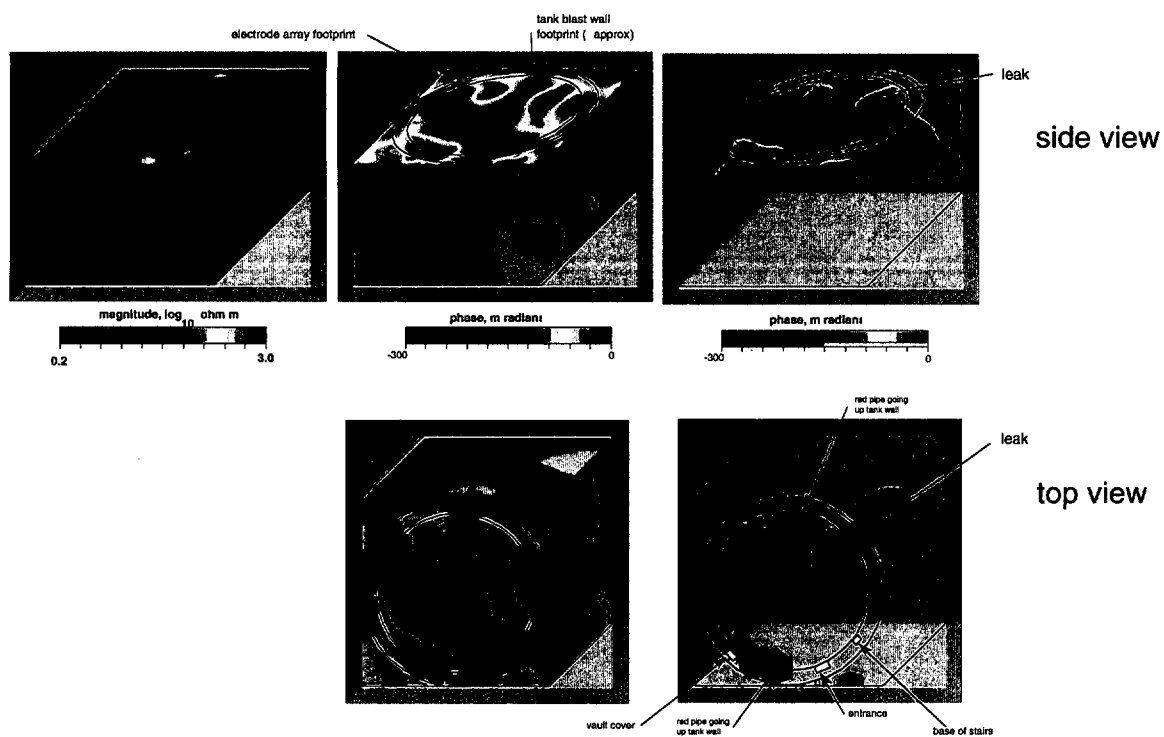 tank blast wall
electrode array footprint
footprint ( approx)
leak
side view
magnitude, log10 ohm m
0.2
3.0
phase, m radians
-300
0
phase, m radians
-300
0
red pipe going
up tank wall
leak
top view
vault cover
red pipe going
up tank wall
entrance
base of stairs